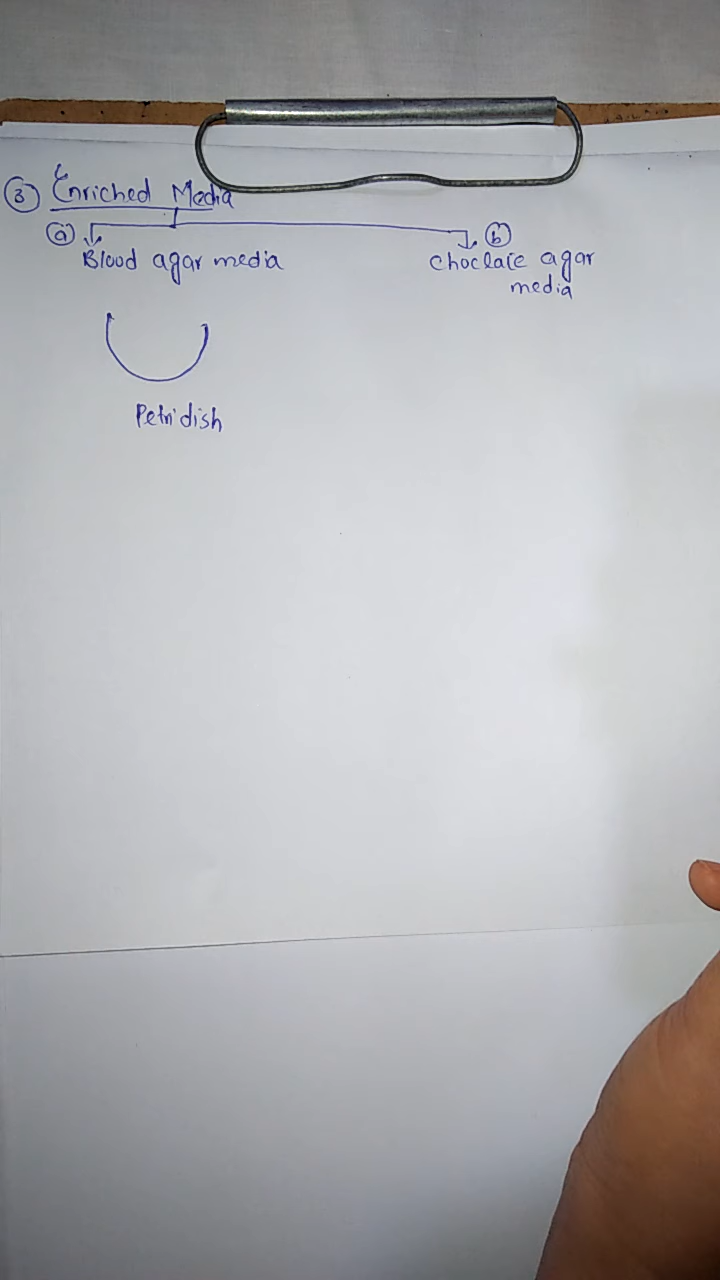 ③ Enriched Media
ⓐ
Blood agar media
ⓑ
Choclate agar
media
Petridish